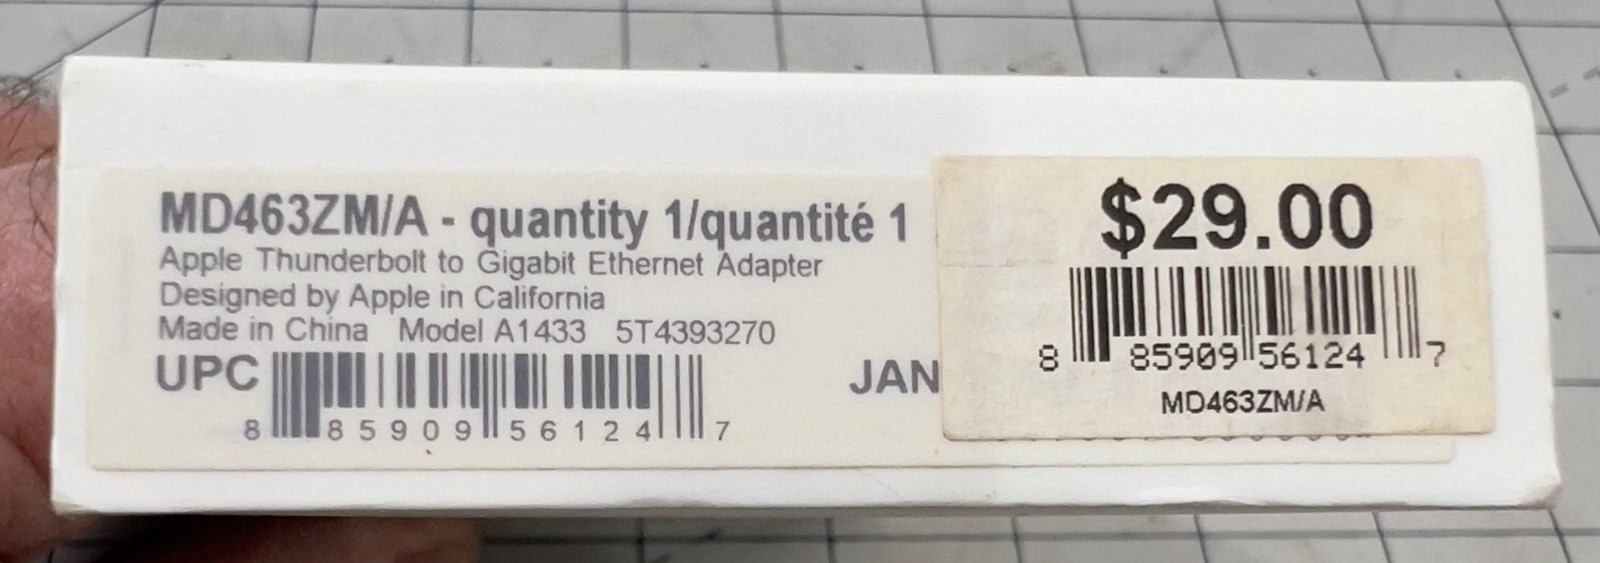 MD463ZM/A - quantity 1/quantité 1
Apple Thunderbolt to Gigabit Ethernet Adapter
Designed by Apple in California
Made in China Model A1433 5T4393270
UPC
8 85909 56124 7
JAN
$29.00
8 85909 56124 7
MD463ZM/A